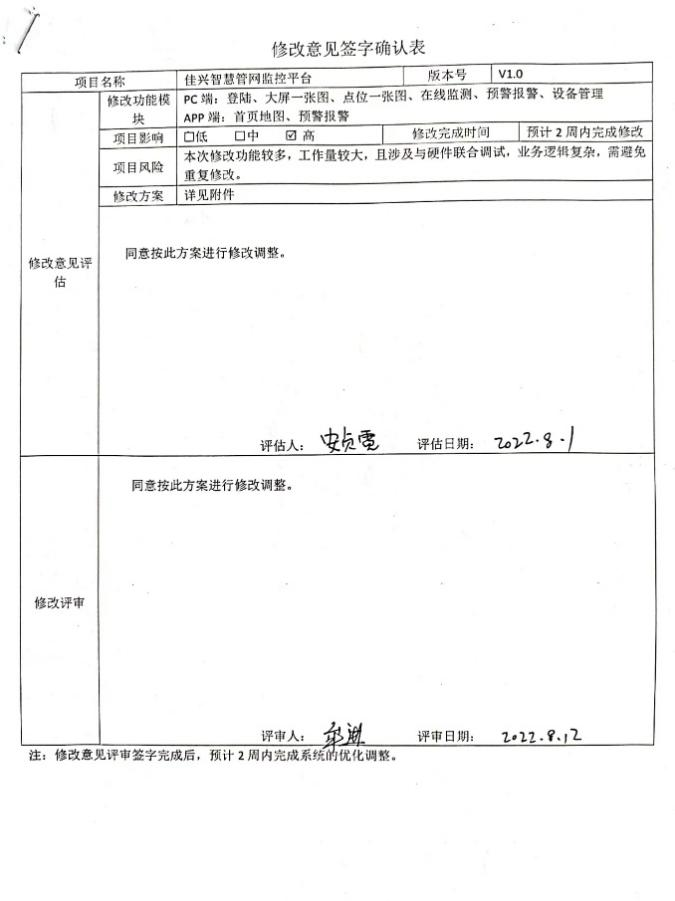 修改意见签字确认表
项目名称 佳兴智慧管网监控平台 版本号 V1.0
修改功能模块 PC 端：登陆、大屏一张图、点位一张图、在线监测、预警报警、设备管理
APP 端：首页地图、预警报警
项目影响 ☐低 ☐中 ☑高 修改完成时间 预计 2 周内完成修改
项目风险 本次修改功能较多，工作量较大，且涉及与硬件联合调试，业务逻辑复杂，需避免
重复修改。
修改方案 详见附件
修改意见评估
同意按此方案进行修改调整。
评估人： 安贞霓 评估日期： 2022.8.1
修改评审
同意按此方案进行修改调整。
评审人： 评审日期： 2022.8.12
注：修改意见评审签字完成后，预计 2 周内完成系统的优化调整。